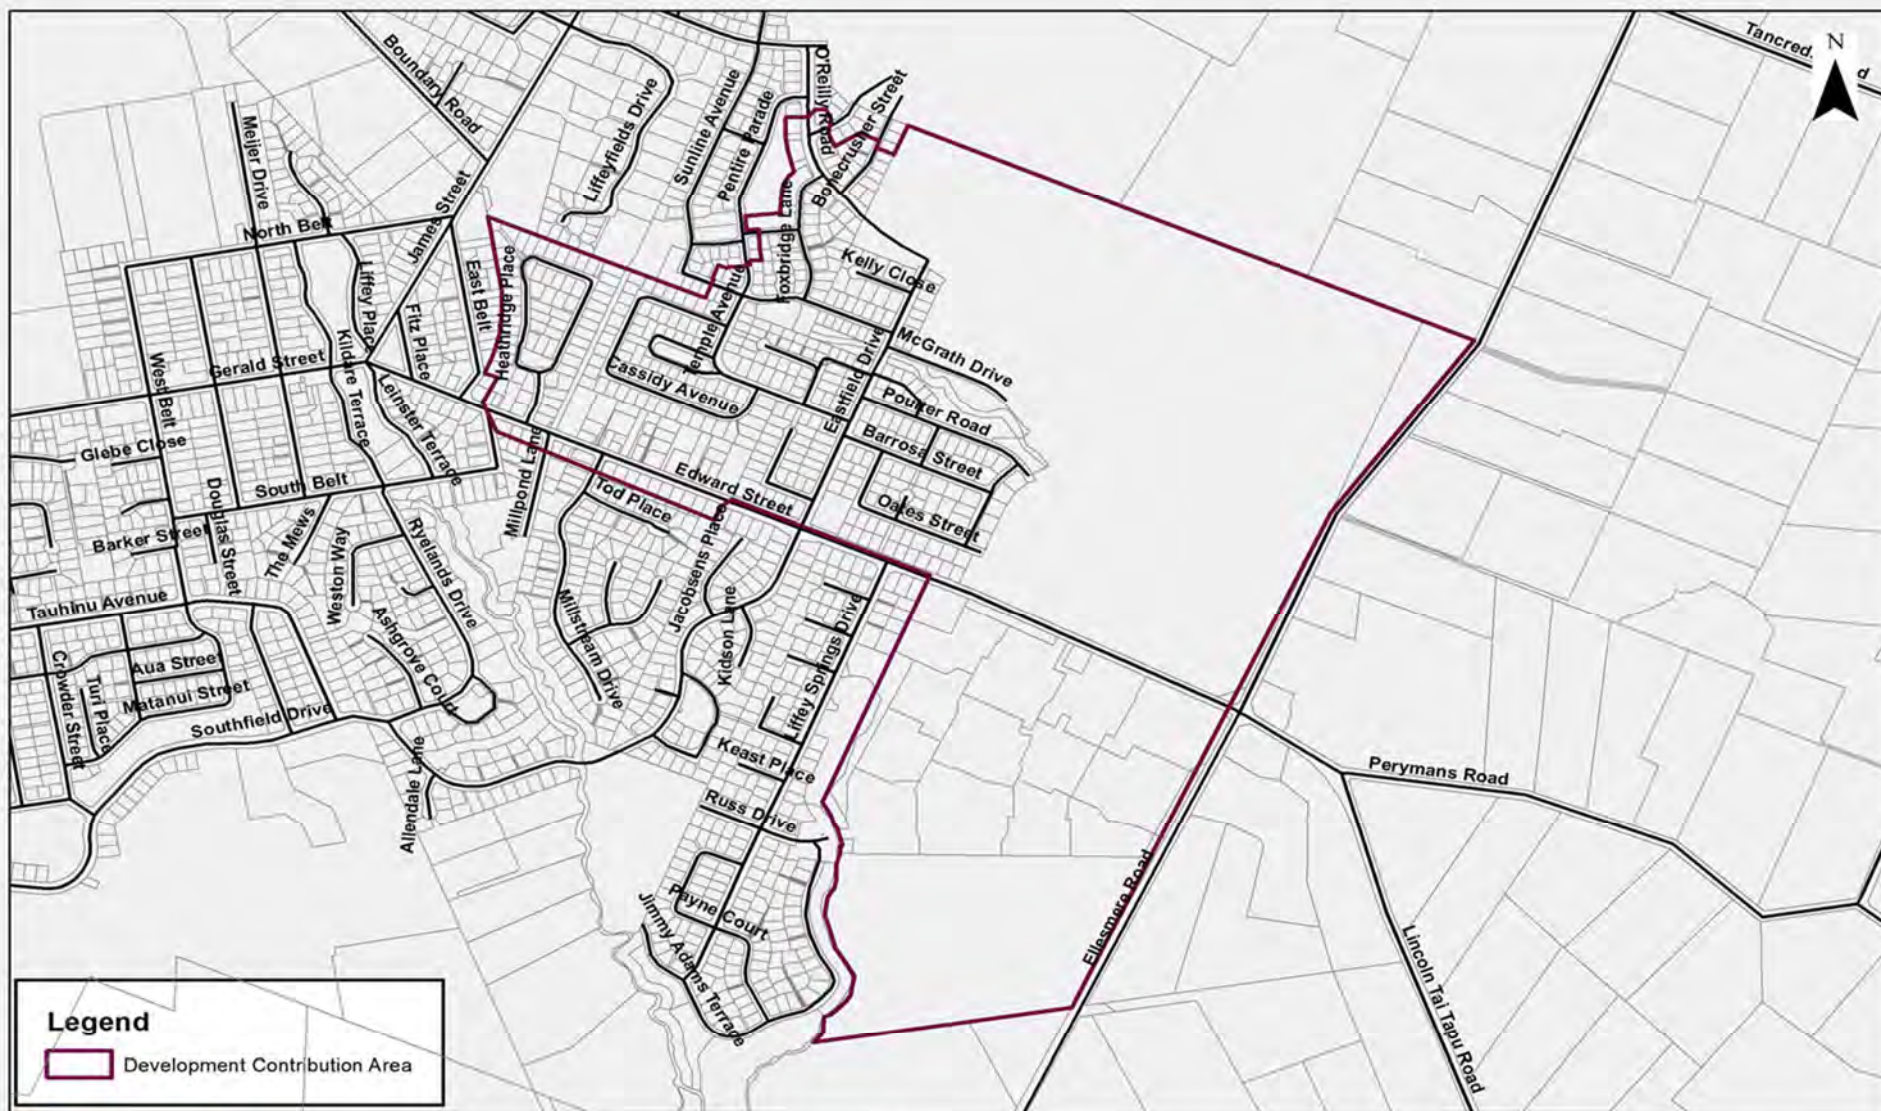 Tancred
N
Boundary Road
O'Reilly Road
Bonecrusher Street
Sunline Avenue
Pentire Parade
Liffeyfields Drive
Meijer Drive
James Street
North Belt
Foxbridge Lane
Kelly Close
Liffey Place
East Belt
Heathridge Place
Fitz Place
Temple Avenue
McGrath Drive
Gerald Street
Kildare Terrace
West Belt
Cassidy Avenue
Eastfield Drive
Leinster Terrace
Poulter Road
Barrosa Street
Glebe Close
Millpond Lane
Edward Street
South Belt
Douglas Street
Tod Place
Oates Street
Barker Street
The Mews
Weston Way
Ryelands Drive
Jacobsens Place
Tauhinu Avenue
Ashgrove Court
Millstream Drive
Kidson Lane
Liffey Springs Drive
Crowder Street
Turi Place
Aua Street
Matanui Street
Southfield Drive
Allendale Lane
Keast Place
Perymans Road
Russ Drive
Ellesmere Road
Payne Court
Jimmy Adams Terrace
Lincoln Tai Tapu Road
Legend
Development Contribution Area